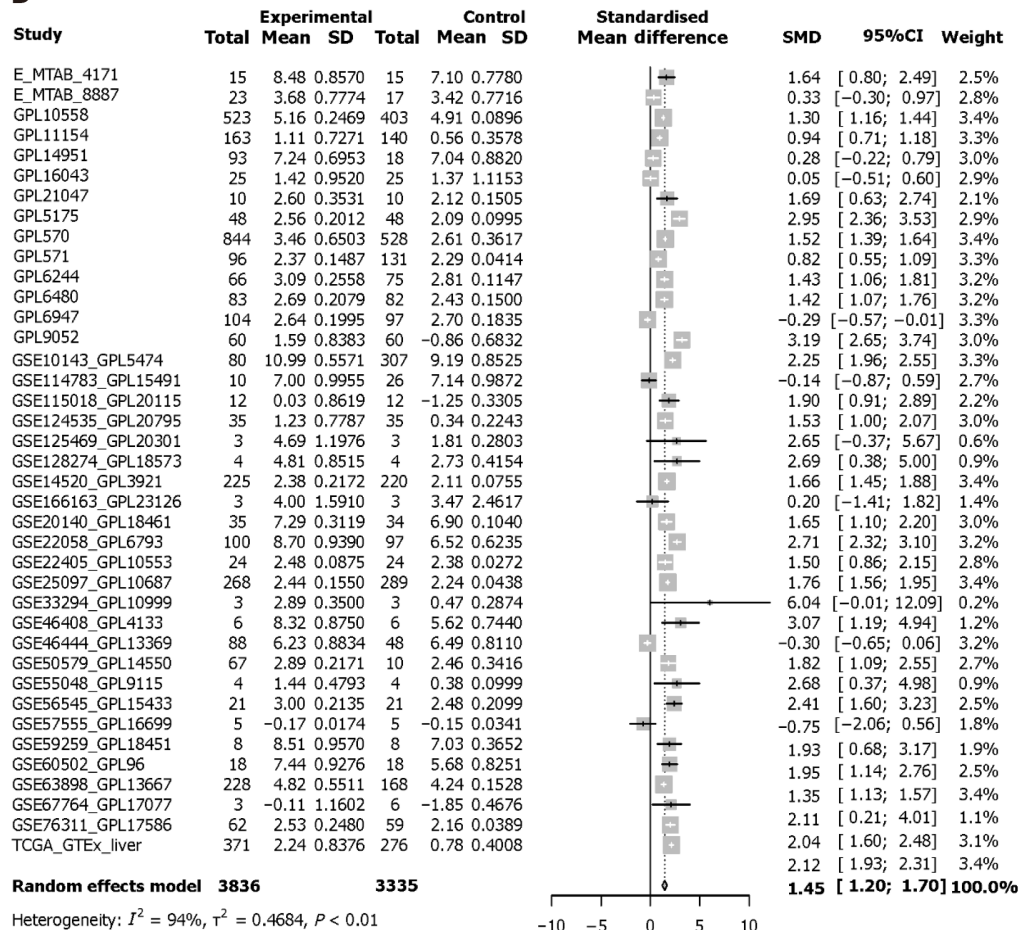 Experimental Control Standardised
Study Total Mean SD Total Mean SD Mean difference SMD 95%CI Weight
E_MTAB_4171 15 8.48 0.8570 15 7.10 0.7780 1.64 [ 0.80; 2.49] 2.5%
E_MTAB_8887 23 3.68 0.7774 17 3.42 0.7716 0.33 [−0.30; 0.97] 2.8%
GPL10558 523 5.16 0.2469 403 4.91 0.0896 1.30 [ 1.16; 1.44] 3.4%
GPL11154 163 1.11 0.7271 140 0.56 0.3578 0.94 [ 0.71; 1.18] 3.3%
GPL14951 93 7.24 0.6953 18 7.04 0.8820 0.28 [−0.22; 0.79] 3.0%
GPL16043 25 1.42 0.9520 25 1.37 1.1153 0.05 [−0.51; 0.60] 2.9%
GPL21047 10 2.60 0.3531 10 2.12 0.1505 1.69 [ 0.63; 2.74] 2.1%
GPL5175 48 2.56 0.2012 48 2.09 0.0995 2.95 [ 2.36; 3.53] 2.9%
GPL570 844 3.46 0.6503 528 2.61 0.3617 1.52 [ 1.39; 1.64] 3.4%
GPL571 96 2.37 0.1487 131 2.29 0.0414 0.82 [ 0.55; 1.09] 3.3%
GPL6244 66 3.09 0.2558 75 2.81 0.1147 1.43 [ 1.06; 1.81] 3.2%
GPL6480 83 2.69 0.2079 82 2.43 0.1500 1.42 [ 1.07; 1.76] 3.2%
GPL6947 104 2.64 0.1995 97 2.70 0.1835 −0.29 [−0.57; −0.01] 3.3%
GPL9052 60 1.59 0.8383 60 −0.86 0.6832 3.19 [ 2.65; 3.74] 3.0%
GSE10143_GPL5474 80 10.99 0.5571 307 9.19 0.8525 2.25 [ 1.96; 2.55] 3.3%
GSE114783_GPL15491 10 7.00 0.9955 26 7.14 0.9872 −0.14 [−0.87; 0.59] 2.7%
GSE115018_GPL20115 12 0.03 0.8619 12 −1.25 0.3305 1.90 [ 0.91; 2.89] 2.2%
GSE124535_GPL20795 35 1.23 0.7787 35 0.34 0.2243 1.53 [ 1.00; 2.07] 3.0%
GSE125469_GPL20301 3 4.69 1.1976 3 1.81 0.2803 2.65 [−0.37; 5.67] 0.6%
GSE128274_GPL18573 4 4.81 0.8515 4 2.73 0.4154 2.69 [ 0.38; 5.00] 0.9%
GSE14520_GPL3921 225 2.38 0.2172 220 2.11 0.0755 1.66 [ 1.45; 1.88] 3.4%
GSE166163_GPL23126 3 4.00 1.5910 3 3.47 2.4617 0.20 [−1.41; 1.82] 1.4%
GSE20140_GPL18461 35 7.29 0.3119 34 6.90 0.1040 1.65 [ 1.10; 2.20] 3.0%
GSE22058_GPL6793 100 8.70 0.9390 97 6.52 0.6235 2.71 [ 2.32; 3.10] 3.2%
GSE22405_GPL10553 24 2.48 0.0875 24 2.38 0.0272 1.50 [ 0.86; 2.15] 2.8%
GSE25097_GPL10687 268 2.44 0.1550 289 2.24 0.0438 1.76 [ 1.56; 1.95] 3.4%
GSE33294_GPL10999 3 2.89 0.3500 3 0.47 0.2874 6.04 [−0.01; 12.09] 0.2%
GSE46408_GPL4133 6 8.32 0.8750 6 5.62 0.7440 3.07 [ 1.19; 4.94] 1.2%
GSE46444_GPL13369 88 6.23 0.8834 48 6.49 0.8110 −0.30 [−0.65; 0.06] 3.2%
GSE50579_GPL14550 67 2.89 0.2171 10 2.46 0.3416 1.82 [ 1.09; 2.55] 2.7%
GSE55048_GPL9115 4 1.44 0.4793 4 0.38 0.0999 2.68 [ 0.37; 4.98] 0.9%
GSE56545_GPL15433 21 3.00 0.2135 21 2.48 0.2099 2.41 [ 1.60; 3.23] 2.5%
GSE57555_GPL16699 5 −0.17 0.0174 5 −0.15 0.0341 −0.75 [−2.06; 0.56] 1.8%
GSE59259_GPL18451 8 8.51 0.9570 8 7.03 0.3652 1.93 [ 0.68; 3.17] 1.9%
GSE60502_GPL96 18 7.44 0.9276 18 5.68 0.8251 1.95 [ 1.14; 2.76] 2.5%
GSE63898_GPL13667 228 4.82 0.5511 168 4.24 0.1528 1.35 [ 1.13; 1.57] 3.4%
GSE67764_GPL17077 3 −0.11 1.1602 6 −1.85 0.4676 2.11 [ 0.21; 4.01] 1.1%
GSE76311_GPL17586 62 2.53 0.2480 59 2.16 0.0389 2.04 [ 1.60; 2.48] 3.1%
TCGA_GTEx_liver 371 2.24 0.8376 276 0.78 0.4008 2.12 [ 1.93; 2.31] 3.4%
Random effects model 3836 3335 1.45 [ 1.20; 1.70] 100.0%
Heterogeneity: I² = 94%, τ² = 0.4684, P < 0.01
−10 −5 0 5 10